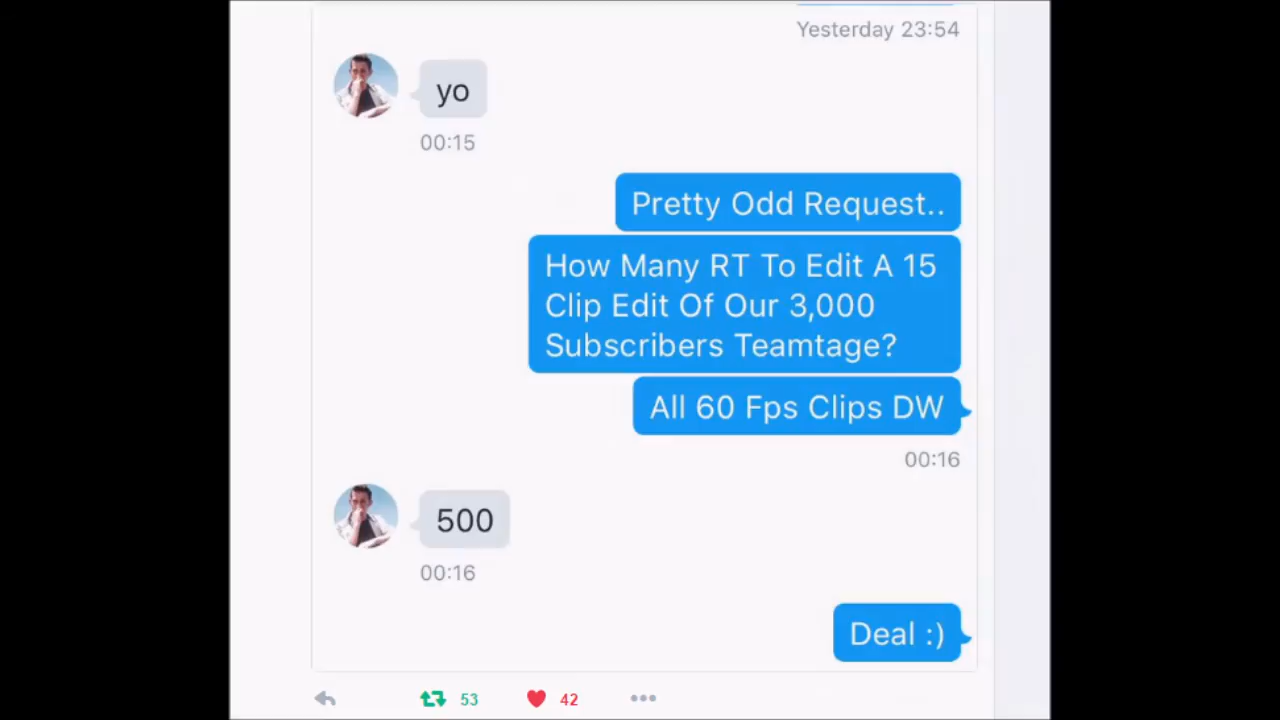 Yesterday 23:54
yo
00:15
Pretty Odd Request..
How Many RT To Edit A 15
Clip Edit Of Our 3,000
Subscribers Teamtage?
All 60 Fps Clips DW
00:16
500
00:16
Deal :)
53 42